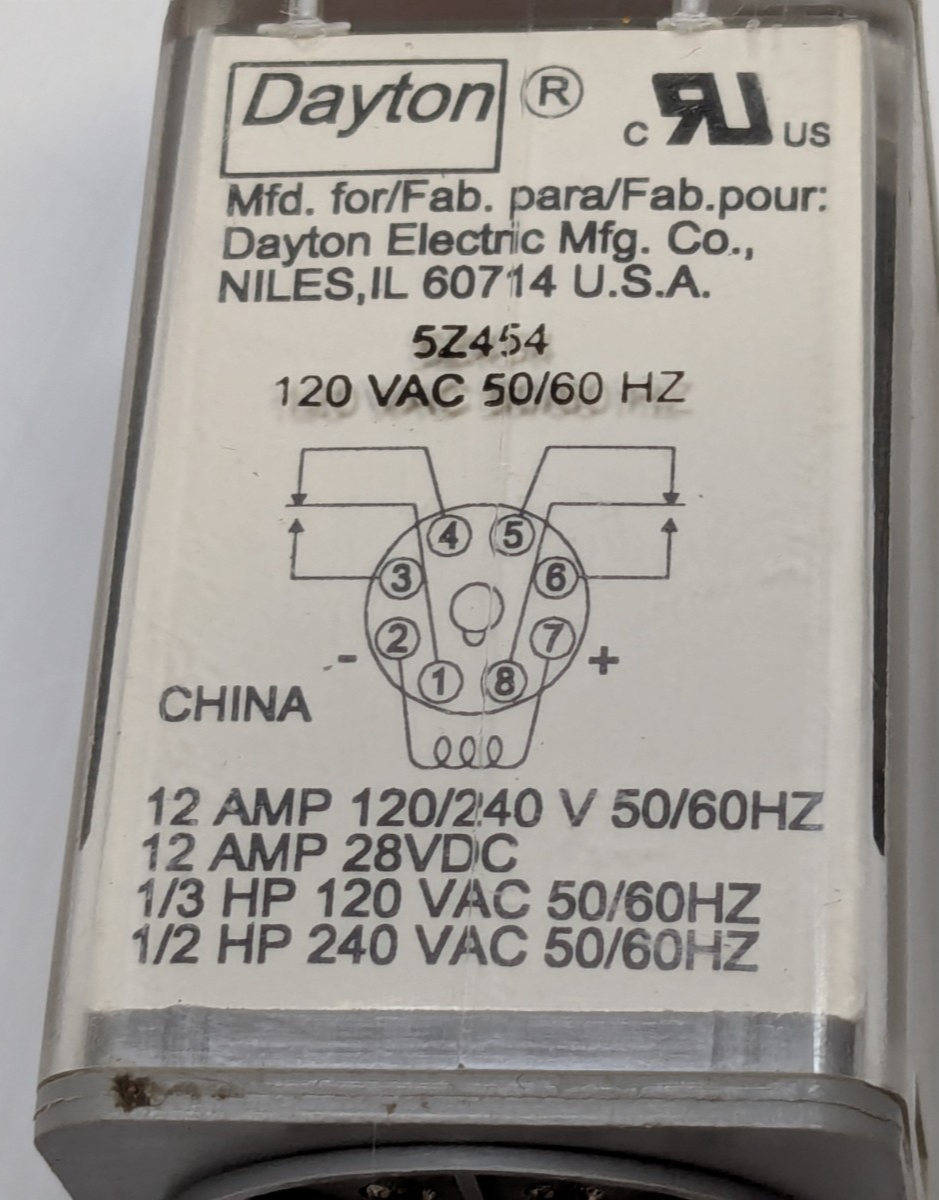 Dayton ®
c RU US
Mfd. for/Fab. para/Fab.pour:
Dayton Electric Mfg. Co.,
NILES,IL 60714 U.S.A.
5Z454
120 VAC 50/60 HZ
4 5
3 6
2 7
- +
1 8
CHINA
12 AMP 120/240 V 50/60HZ
12 AMP 28VDC
1/3 HP 120 VAC 50/60HZ
1/2 HP 240 VAC 50/60HZ